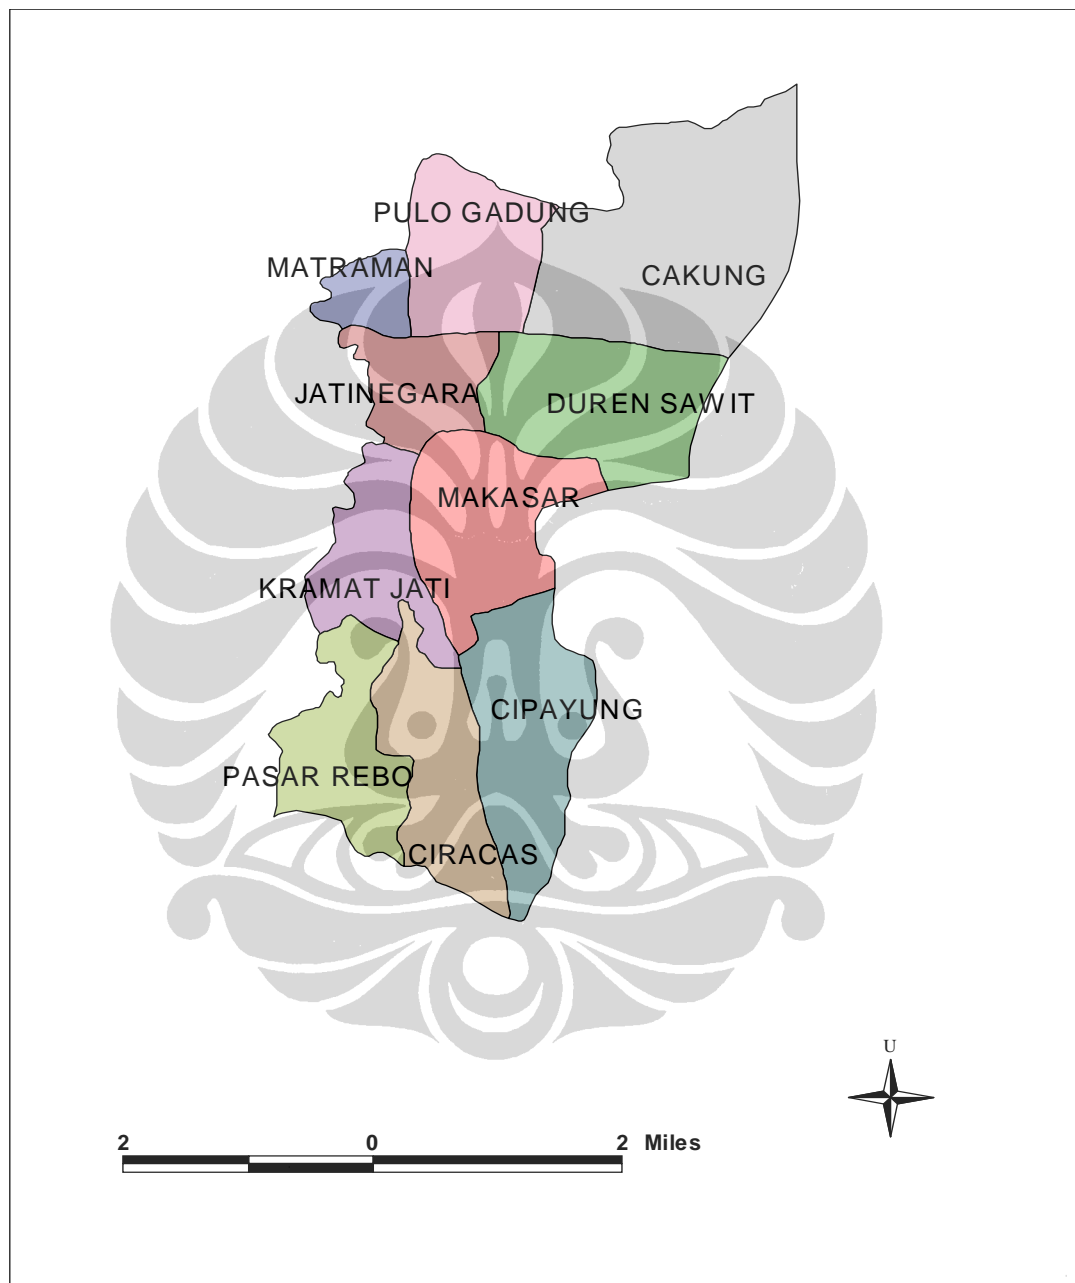 PULO GADUNG
MATRAMAN
CAKUNG
JATINEGARA
DUREN SAWIT
MAKASAR
KRAMAT JATI
CIPAYUNG
PASAR REBO
CIRACAS
U
2 0 2 Miles